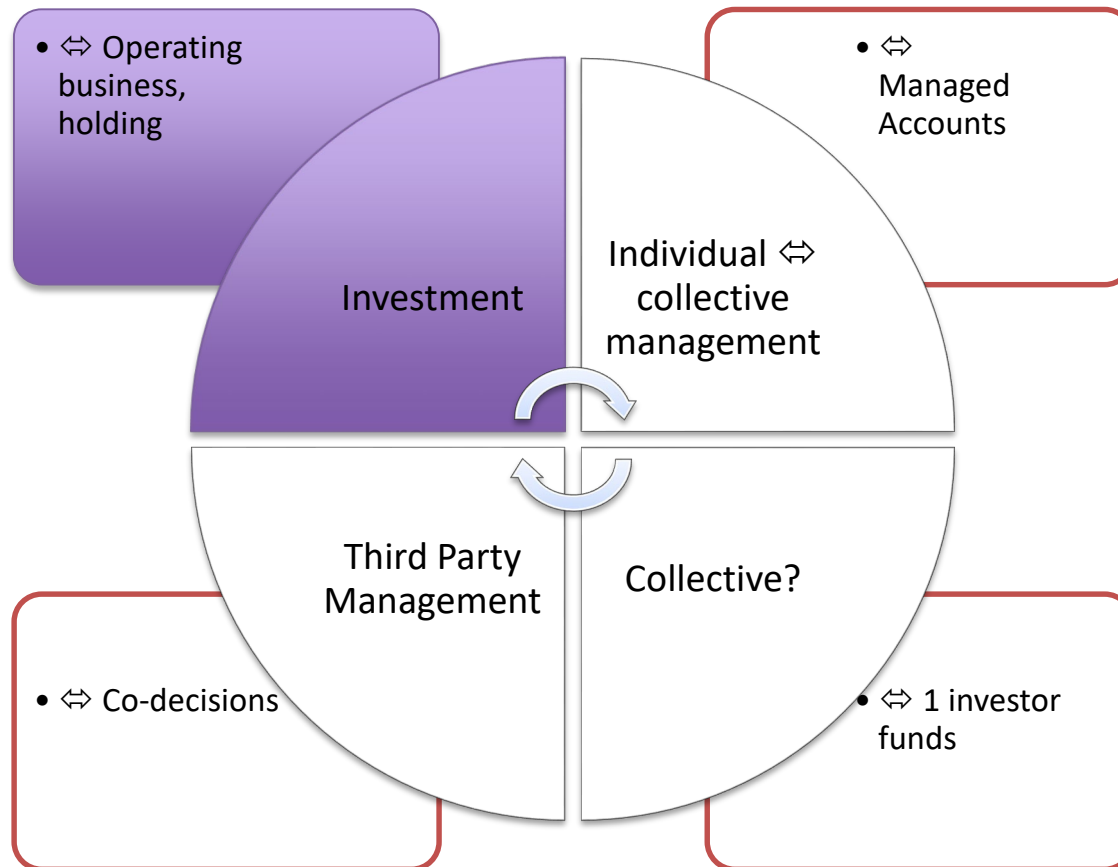 • ⬄ Operating
business,
holding
• ⬄
Managed
Accounts
Investment
Individual ⬄
collective
management
Third Party
Management
Collective?
• ⬄ Co-decisions
• ⬄ 1 investor
funds